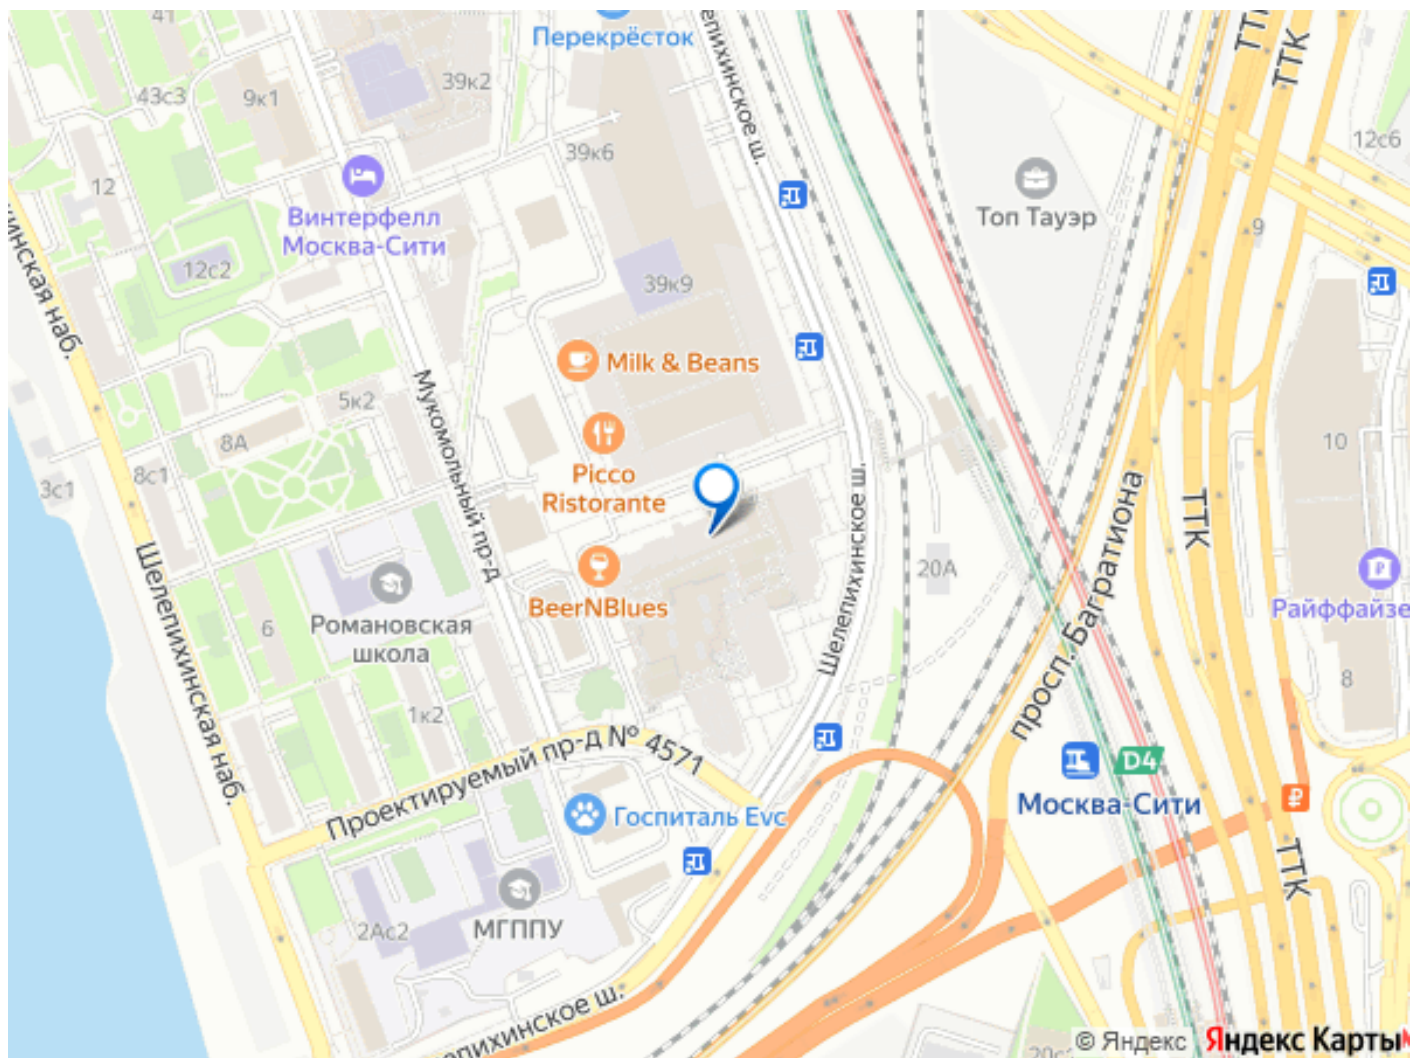 Перекрёсток
ТТК
ТТК
41
39к2
43с3
9к1
Шелепихинское ш.
12с6
39к6
12
Винтерфелл
Москва-Сити
Топ Тауэр
9
12с2
39к9
Milk & Beans
5к2
Мукомольный пр-д
8А
10
Picco
Ristorante
8с1
3с1
Шелепихинское ш.
просп. Багратиона
ТТК
20А
BeerNBlues
Райффайзе
Романовская
школа
6
Шелепихинская наб.
8
1к2
Проектируемый пр-д № 4571
D4
Москва-Сити
Госпиталь Evc
ТТК
МГППУ
2Ас2
© Яндекс
Яндекс Карты